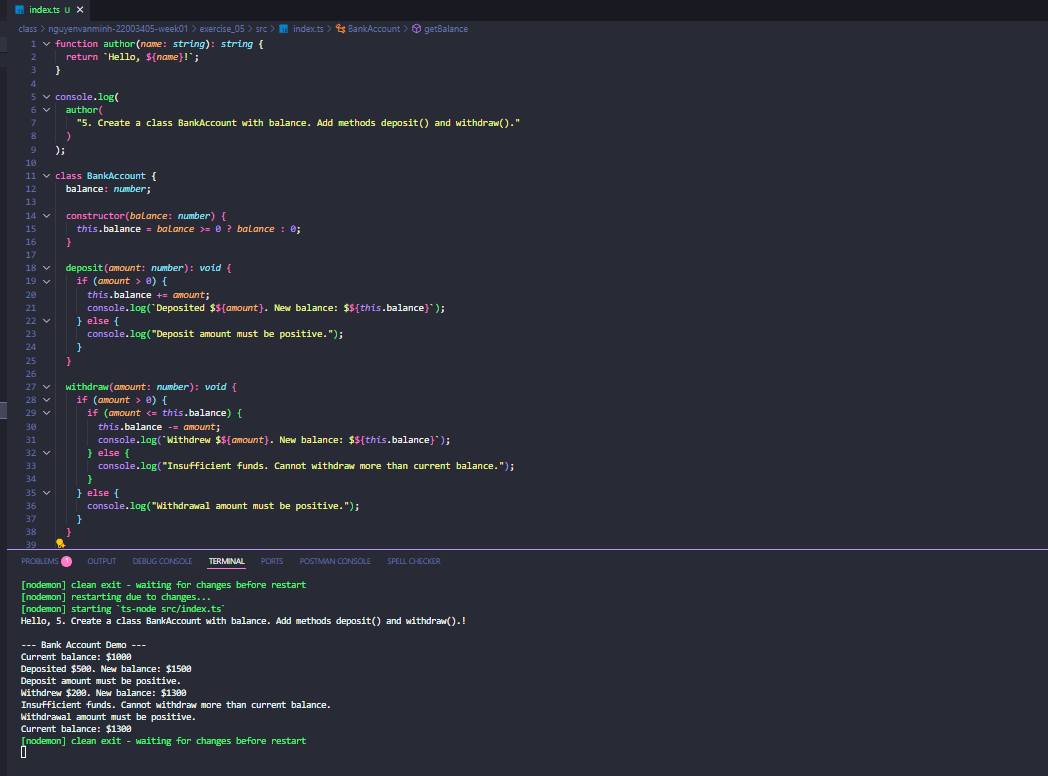 index.ts U ×
class > nguyenvanminh-22003405-week01 > exercise_05 > src > index.ts > BankAccount > getBalance
1 function author(name: string): string {
2 return `Hello, ${name}!`;
3 }
4
5 console.log(
6 author(
7 "5. Create a class BankAccount with balance. Add methods deposit() and withdraw()."
8 )
9 );
10
11 class BankAccount {
12 balance: number;
13
14 constructor(balance: number) {
15 this.balance = balance >= 0 ? balance : 0;
16 }
17
18 deposit(amount: number): void {
19 if (amount > 0) {
20 this.balance += amount;
21 console.log(`Deposited $${amount}. New balance: $${this.balance}`);
22 } else {
23 console.log("Deposit amount must be positive.");
24 }
25 }
26
27 withdraw(amount: number): void {
28 if (amount > 0) {
29 if (amount <= this.balance) {
30 this.balance -= amount;
31 console.log(`Withdrew $${amount}. New balance: $${this.balance}`);
32 } else {
33 console.log("Insufficient funds. Cannot withdraw more than current balance.");
34 }
35 } else {
36 console.log("Withdrawal amount must be positive.");
37 }
38 }
39
PROBLEMS 1 OUTPUT DEBUG CONSOLE TERMINAL PORTS POSTMAN CONSOLE SPELL CHECKER
[nodemon] clean exit - waiting for changes before restart
[nodemon] restarting due to changes...
[nodemon] starting `ts-node src/index.ts`
Hello, 5. Create a class BankAccount with balance. Add methods deposit() and withdraw().!
--- Bank Account Demo ---
Current balance: $1000
Deposited $500. New balance: $1500
Deposit amount must be positive.
Withdrew $200. New balance: $1300
Insufficient funds. Cannot withdraw more than current balance.
Withdrawal amount must be positive.
Current balance: $1300
[nodemon] clean exit - waiting for changes before restart